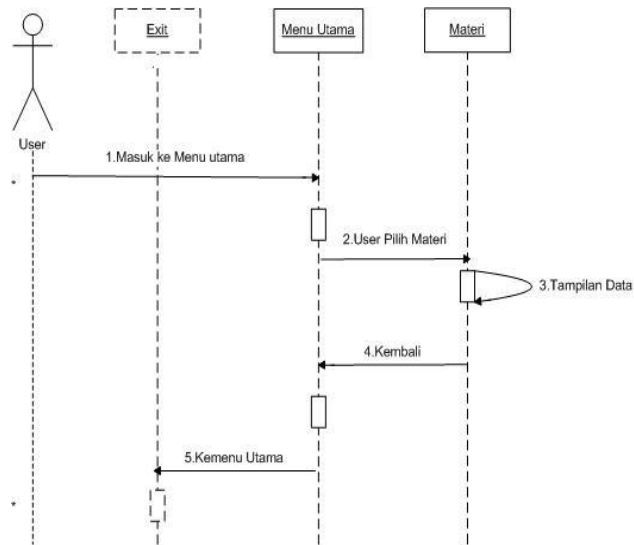 Exit
Menu Utama
Materi
User
1.Masuk ke Menu utama
*
2.User Pilih Materi
3.Tampilan Data
4.Kembali
5.Kemenu Utama
*